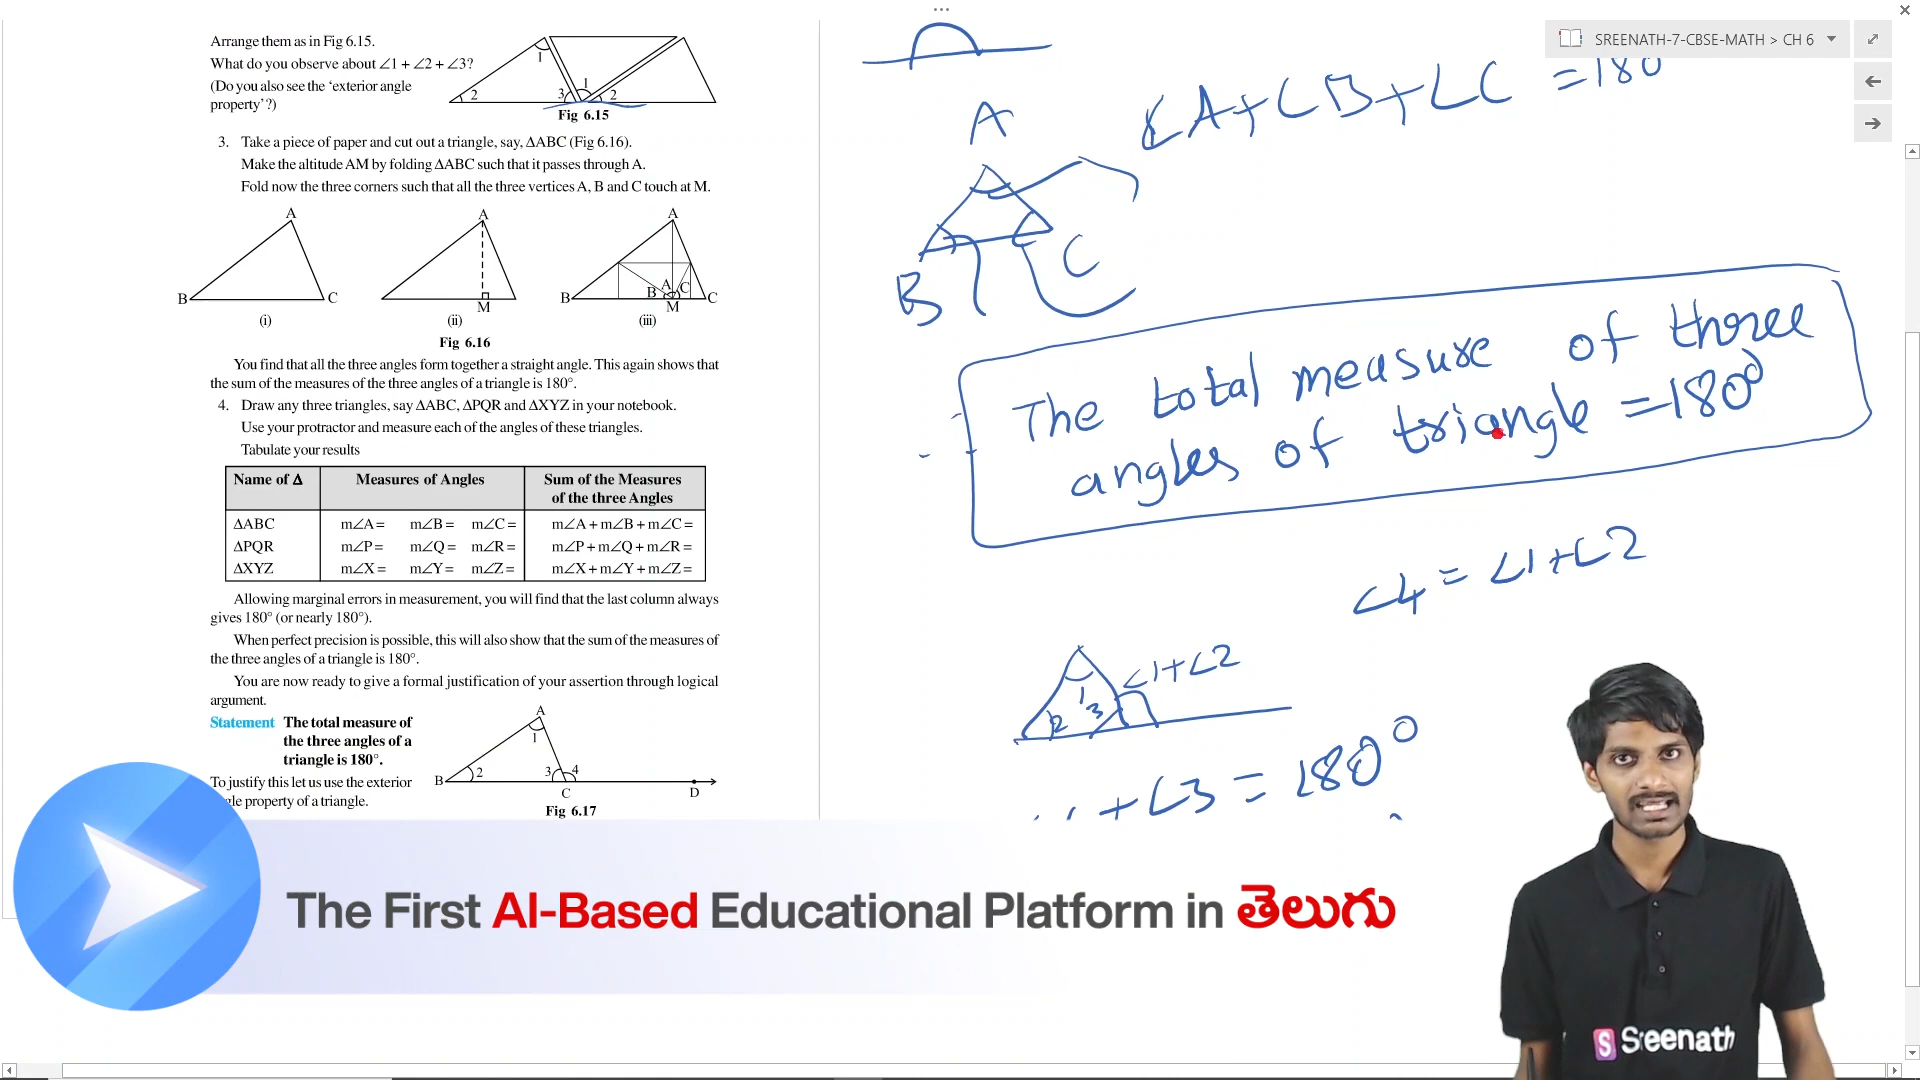 SREENATH-7-CBSE-MATH > CH 6
Arrange them as in Fig 6.15.
What do you observe about ∠1 + ∠2 + ∠3?
(Do you also see the ‘exterior angle
property’?)
2
1
3
1
2
Fig 6.15
3. Take a piece of paper and cut out a triangle, say, ΔABC (Fig 6.16).
Make the altitude AM by folding ΔABC such that it passes through A.
Fold now the three corners such that all the three vertices A, B and C touch at M.
A
B
C
(i)
A
M
(ii)
A
B
B A C
M
C
(iii)
Fig 6.16
You find that all the three angles form together a straight angle. This again shows that
the sum of the measures of the three angles of a triangle is 180°.
4. Draw any three triangles, say ΔABC, ΔPQR and ΔXYZ in your notebook.
Use your protractor and measure each of the angles of these triangles.
Tabulate your results
Name of Δ Measures of Angles Sum of the Measures
of the three Angles
ΔABC m∠A = m∠B = m∠C = m∠A + m∠B + m∠C =
ΔPQR m∠P = m∠Q = m∠R = m∠P + m∠Q + m∠R =
ΔXYZ m∠X = m∠Y = m∠Z = m∠X + m∠Y + m∠Z =
Allowing marginal errors in measurement, you will find that the last column always
gives 180° (or nearly 180°).
When perfect precision is possible, this will also show that the sum of the measures of
the three angles of a triangle is 180°.
You are now ready to give a formal justification of your assertion through logical
argument.
Statement The total measure of
the three angles of a
triangle is 180°.
To justify this let us use the exterior
property of a triangle.
A
1
B 2 3 4
C D
Fig 6.17
∠A+∠B+∠C = 180
A
B
C
The total measure of three
angles of triangle = 180°
∠4 = ∠1+∠2
∠1+∠2
1
2 3
+∠3 = 180°
The First AI-Based Educational Platform in తెలుగు
S Sreenath